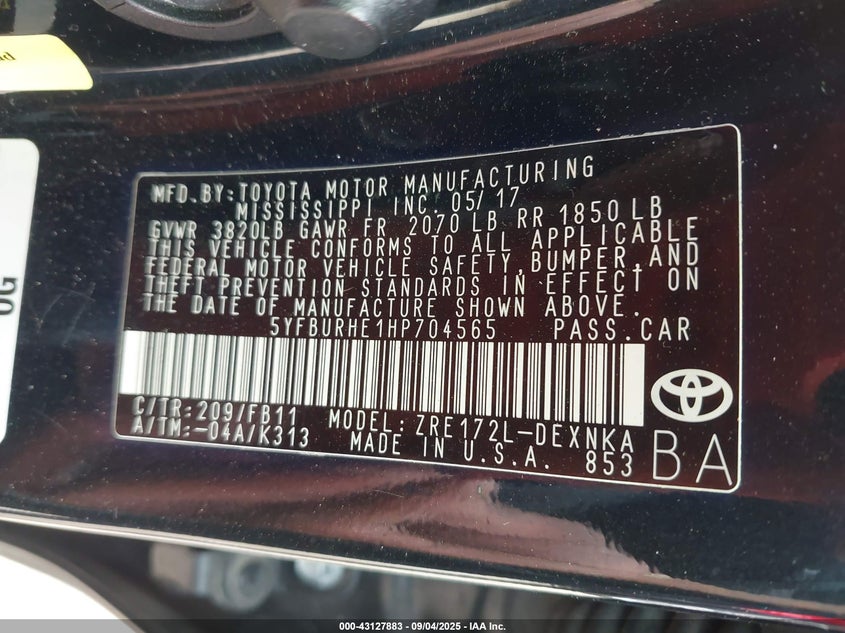 MFD. BY: TOYOTA MOTOR MANUFACTURING
MISSISSIPPI INC. 05/17
GVWR 3820LB GAWR FR 2070 LB RR 1850 LB
THIS VEHICLE CONFORMS TO ALL APPLICABLE
FEDERAL MOTOR VEHICLE SAFETY, BUMPER, AND
THEFT PREVENTION STANDARDS IN EFFECT ON
THE DATE OF MANUFACTURE SHOWN ABOVE.
5YFBURHE1HP704565 PASS. CAR
C/TR: 209/FB11 MODEL: ZRE172L-DEXNKA
A/TM: -04A/K313 MADE IN U.S.A. 853
BA
OG
000-43127883 - 09/04/2025 - IAA Inc.